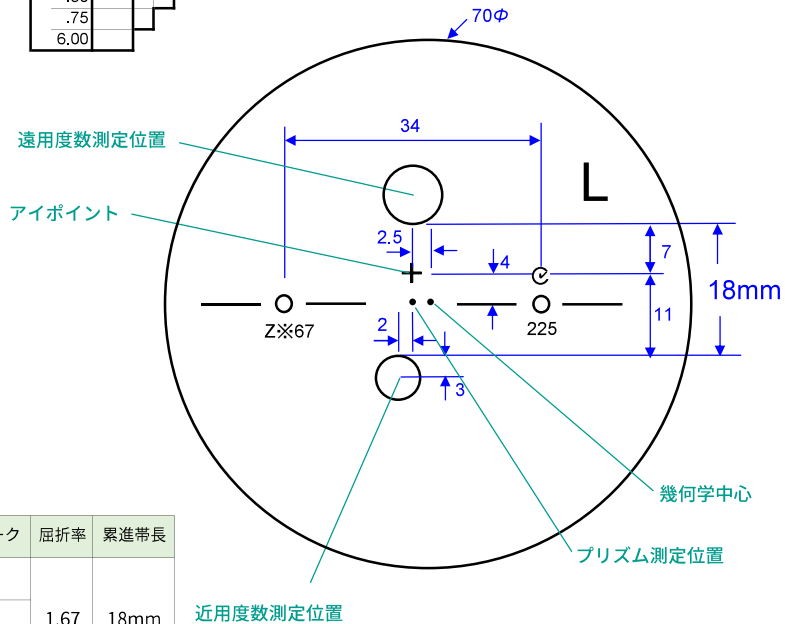 .75
6.00
70Φ
34
遠用度数測定位置
L
アイポイント
2.5
4
7
18mm
11
Z※67
225
2
3
幾何学中心
プリズム測定位置
近用度数測定位置
ーク 屈折率 累進帯長
1.67 18mm